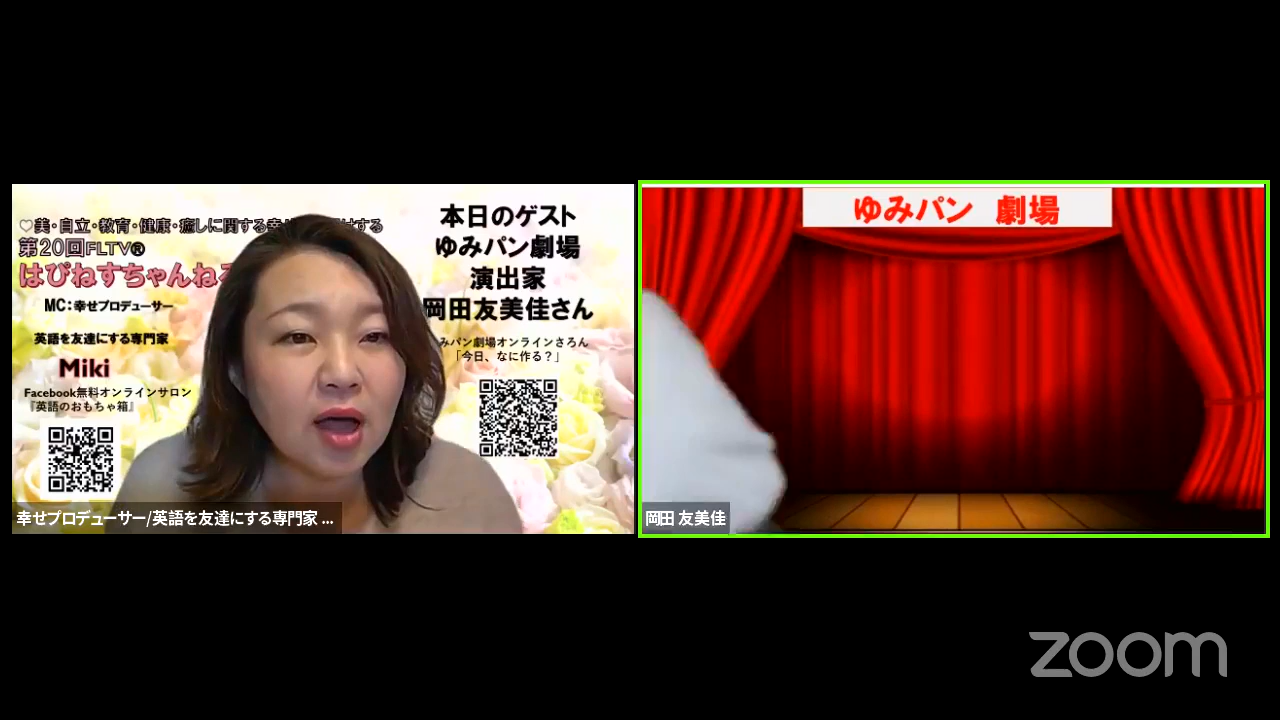 ♡美・自立・教育・健康・癒しに関する幸せ
けする
第20回FLTV®
はぴねすちゃんねる
MC：幸せプロデューサー
英語を友達にする専門家
Miki
Facebook無料オンラインサロン
『英語のおもちゃ箱』
幸せプロデューサー/英語を友達にする専門家 ...
本日のゲスト
ゆみパン劇場
演出家
岡田友美佳さん
みパン劇場オンラインさろん
「今日、なに作る？」
ゆみパン 劇場
岡田 友美佳
zoom